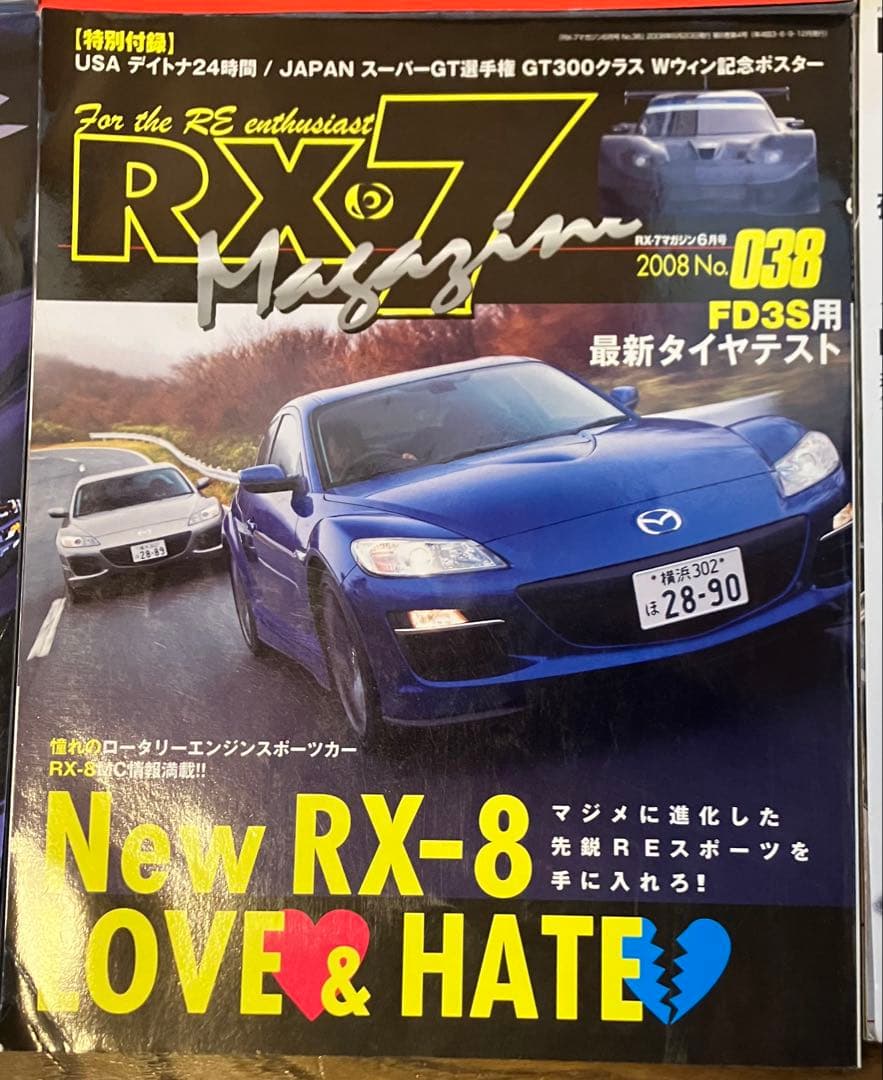 【特別付録】
USA デイトナ24時間 / JAPAN スーパーGT選手権 GT300クラス Wウィン記念ポスター
For the RE enthusiast
RX-7
Magazine
RX-7マガジン6月号
2008 No.038
FD3S用
最新タイヤテスト
28-89
横浜 302
ほ 28-90
憧れのロータリーエンジンスポーツカー
RX-8MC情報満載!!
New RX-8
マジメに進化した
先鋭REスポーツを
手に入れろ!
LOVE & HATE